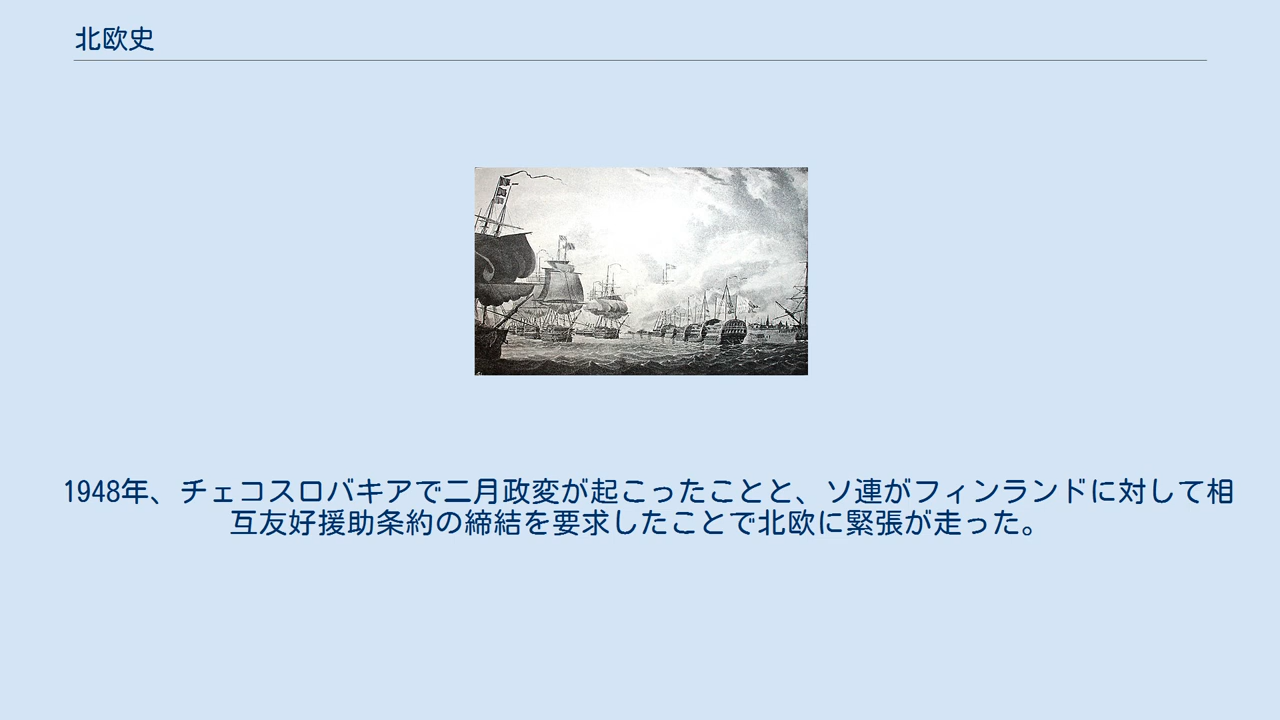 北欧史
1948年、チェコスロバキアで二月政変が起こったことと、ソ連がフィンランドに対して相
互友好援助条約の締結を要求したことで北欧に緊張が走った。